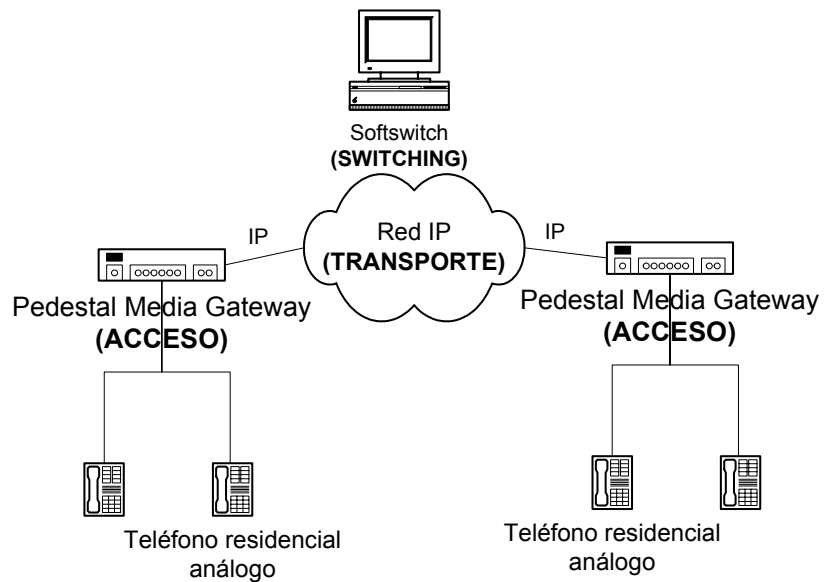 Softswitch
(SWITCHING)
IP
Red IP
(TRANSPORTE)
IP
Pedestal Media Gateway
(ACCESO)
Pedestal Media Gateway
(ACCESO)
Teléfono residencial
análogo
Teléfono residencial
análogo